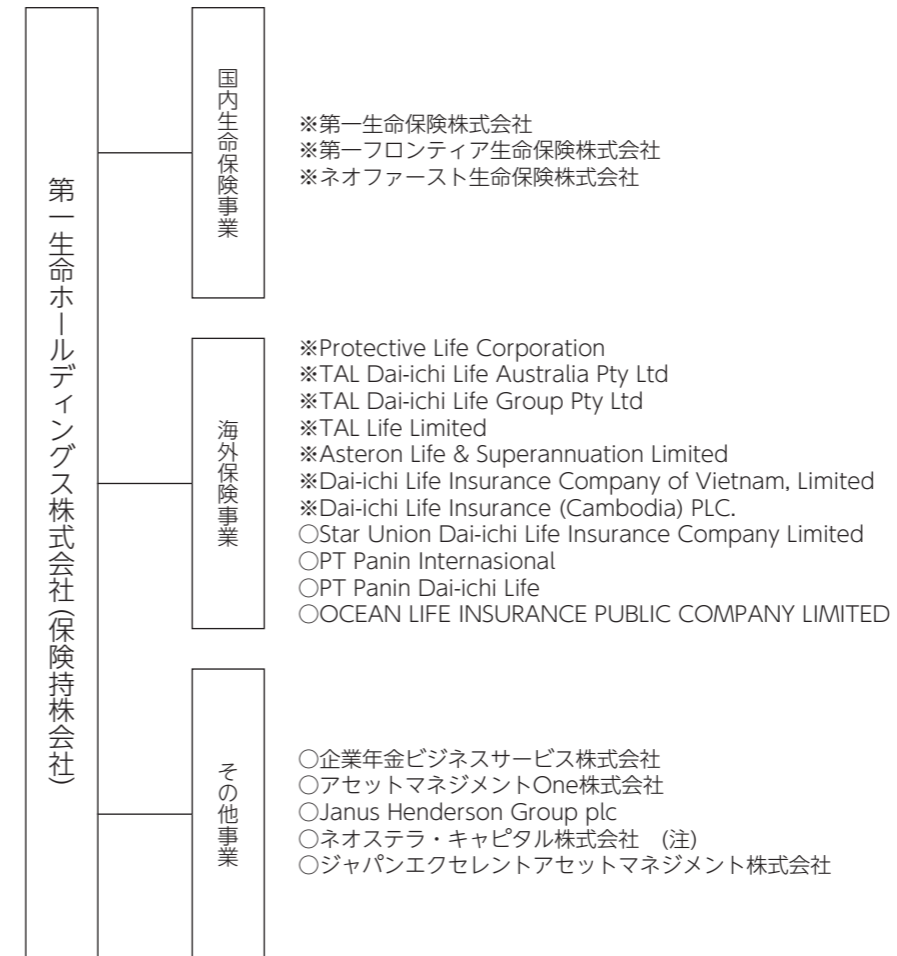 第一生命ホールディングス株式会社(保険持株会社)
国内生命保険事業
※第一生命保険株式会社
※第一フロンティア生命保険株式会社
※ネオファースト生命保険株式会社
海外保険事業
※Protective Life Corporation
※TAL Dai-ichi Life Australia Pty Ltd
※TAL Dai-ichi Life Group Pty Ltd
※TAL Life Limited
※Asteron Life & Superannuation Limited
※Dai-ichi Life Insurance Company of Vietnam, Limited
※Dai-ichi Life Insurance (Cambodia) PLC.
○Star Union Dai-ichi Life Insurance Company Limited
○PT Panin Internasional
○PT Panin Dai-ichi Life
○OCEAN LIFE INSURANCE PUBLIC COMPANY LIMITED
その他事業
○企業年金ビジネスサービス株式会社
○アセットマネジメントOne株式会社
○Janus Henderson Group plc
○ネオステラ・キャピタル株式会社　(注)
○ジャパンエクセレントアセットマネジメント株式会社